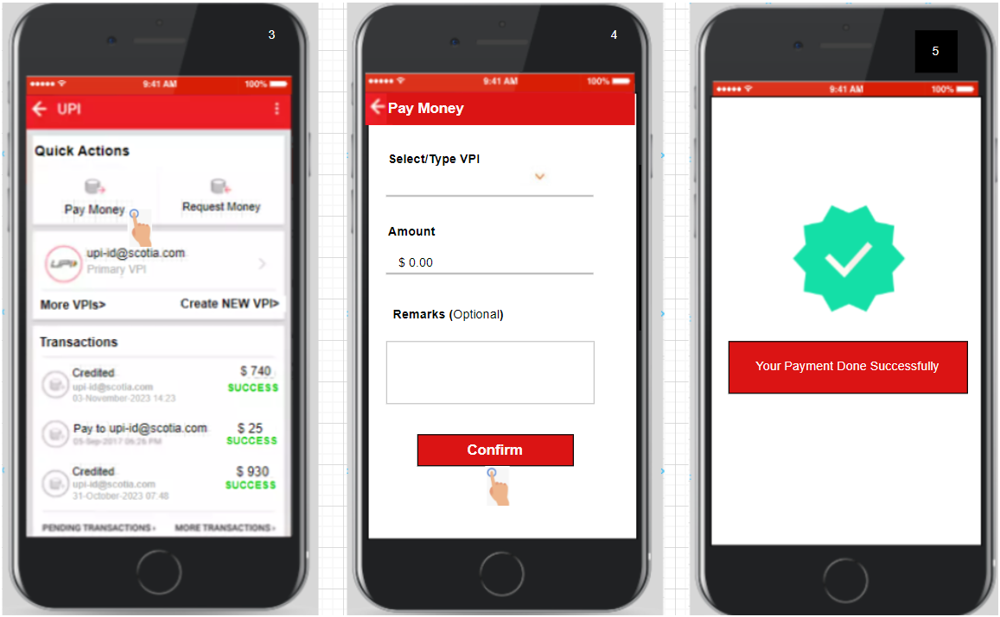 3
9:41 AM 100%
UPI
Quick Actions
Pay Money Request Money
upi-id@scotia.com
Primary VPI
UPI
More VPIs> Create NEW VPI>
Transactions
Credited $ 740
upi-id@scotia.com SUCCESS
03-November-2023 14:23
Pay to upi-id@scotia.com $ 25
05-Sep-2017 06:26 PM SUCCESS
Credited $ 930
upi-id@scotia.com SUCCESS
31-October-2023 07:48
PENDING TRANSACTIONS › MORE TRANSACTIONS ›
4
9:41 AM 100%
Pay Money
Select/Type VPI
Amount
$ 0.00
Remarks (Optional)
Confirm
5
9:41 AM 100%
Your Payment Done Successfully